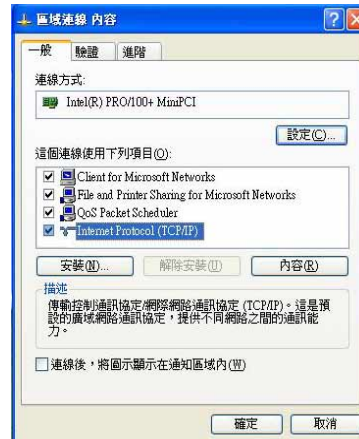 區域連線 內容
一般 驗證 進階
連線方式:
Intel(R) PRO/100+ MiniPCI
設定(C)...
這個連線使用下列項目(O):
Client for Microsoft Networks
File and Printer Sharing for Microsoft Networks
QoS Packet Scheduler
Internet Protocol (TCP/IP)
安裝(N)... 解除安裝(U) 內容(R)
描述
傳輸控制通訊協定/網際網路通訊協定 (TCP/IP)。這是預
設的廣域網路通訊協定，提供不同網路之間的通訊能
力。
連線後，將圖示顯示在通知區域內(W)
確定 取消